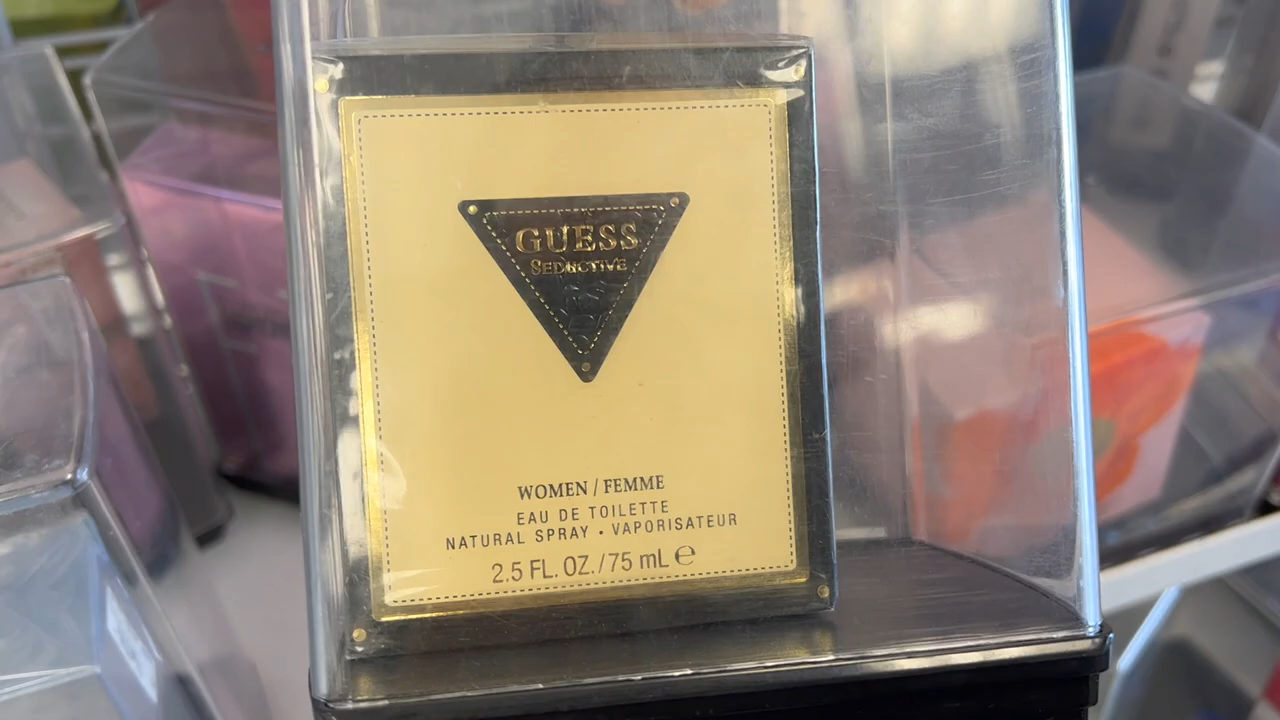 GUESS
SEDUCTIVE
WOMEN / FEMME
EAU DE TOILETTE
NATURAL SPRAY • VAPORISATEUR
2.5 FL. OZ. / 75 mL ℮